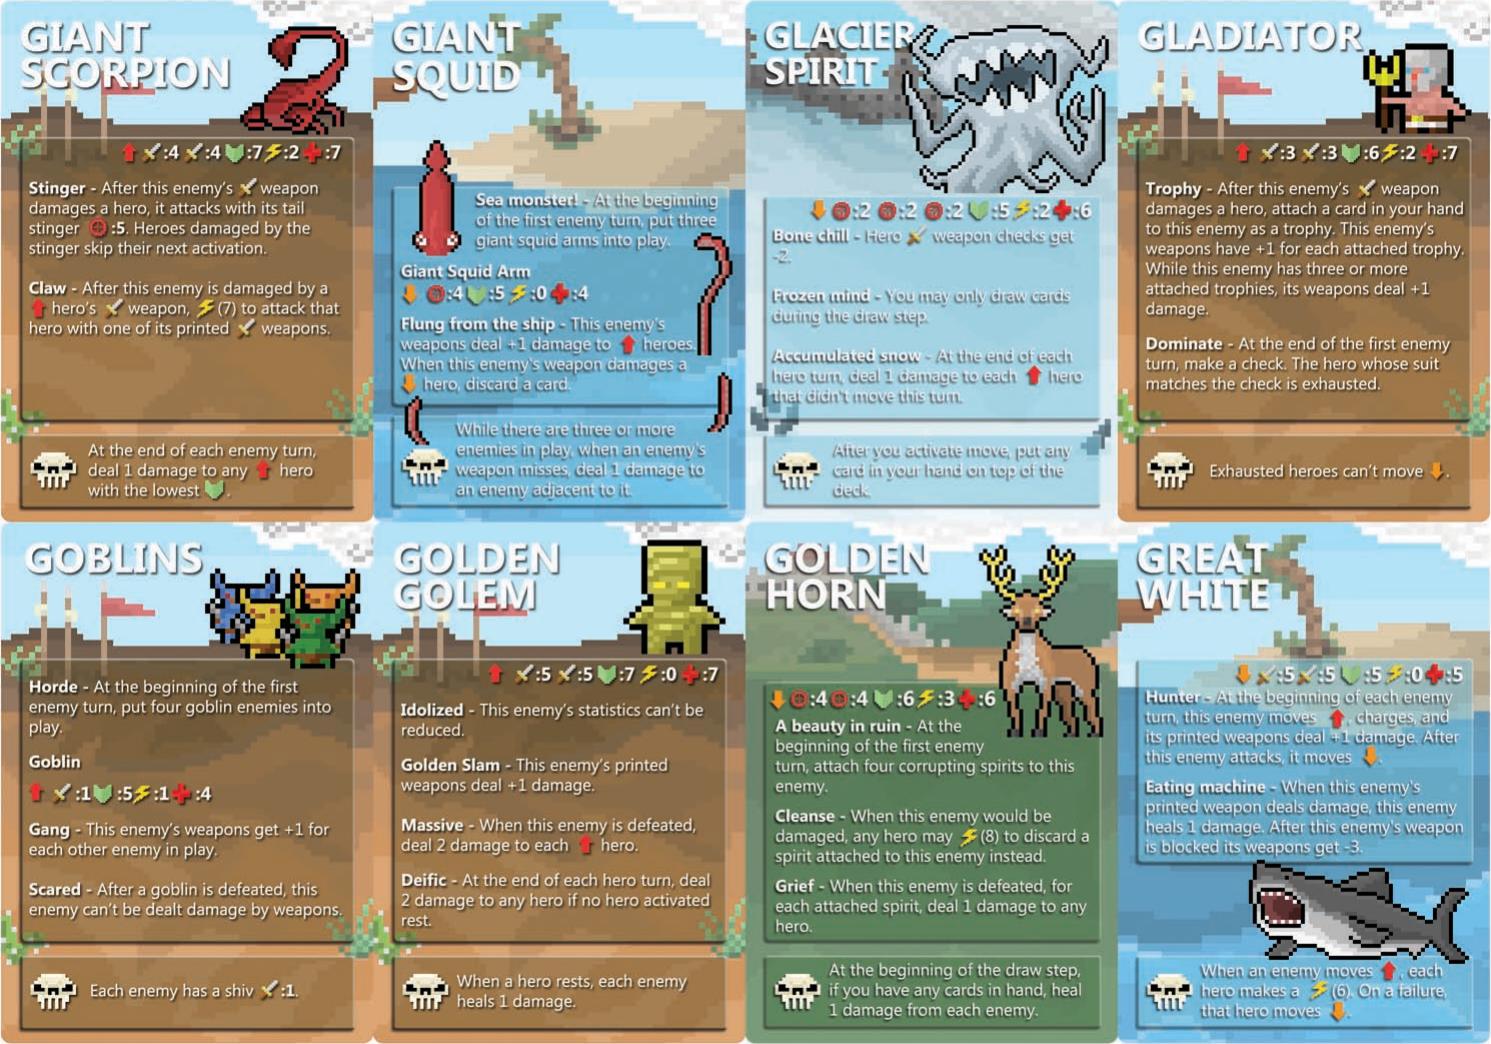 GIANT
SCORPION
:4 :4 :7 :2 :7
Stinger - After this enemy's weapon
damages a hero, it attacks with its tail
stinger :5. Heroes damaged by the
stinger skip their next activation.
Claw - After this enemy is damaged by a
hero's weapon, (7) to attack that
hero with one of its printed weapons.
At the end of each enemy turn,
deal 1 damage to any hero
with the lowest .
GIANT
SQUID
Sea monster! - At the beginning
of the first enemy turn, put three
giant squid arms into play.
Giant Squid Arm
:4 :5 :0 :4
Flung from the ship - This enemy's
weapons deal +1 damage to heroes.
When this enemy's weapon damages a
hero, discard a card.
While there are three or more
enemies in play, when an enemy's
weapon misses, deal 1 damage to
an enemy adjacent to it.
GLACIER
SPIRIT
:2 :2 :2 :5 :2 :6
Bone chill - Hero weapon checks get
-2.
Frozen mind - You may only draw cards
during the draw step.
Accumulated snow - At the end of each
hero turn, deal 1 damage to each hero
that didn't move this turn.
After you activate move, put any
card in your hand on top of the
deck.
GLADIATOR
:3 :3 :6 :2 :7
Trophy - After this enemy's weapon
damages a hero, attach a card in your hand
to this enemy as a trophy. This enemy's
weapons have +1 for each attached trophy.
While this enemy has three or more
attached trophies, its weapons deal +1
damage.
Dominate - At the end of the first enemy
turn, make a check. The hero whose suit
matches the check is exhausted.
Exhausted heroes can't move .
GOBLINS
Horde - At the beginning of the first
enemy turn, put four goblin enemies into
play.
Goblin
:1 :5 :1 :4
Gang - This enemy's weapons get +1 for
each other enemy in play.
Scared - After a goblin is defeated, this
enemy can't be dealt damage by weapons.
Each enemy has a shiv :1.
GOLDEN
GOLEM
:5 :5 :7 :0 :7
Idolized - This enemy's statistics can't be
reduced.
Golden Slam - This enemy's printed
weapons deal +1 damage.
Massive - When this enemy is defeated,
deal 2 damage to each hero.
Deific - At the end of each hero turn, deal
2 damage to any hero if no hero activated
rest.
When a hero rests, each enemy
heals 1 damage.
GOLDEN
HORN
:4 :4 :6 :3 :6
A beauty in ruin - At the
beginning of the first enemy
turn, attach four corrupting spirits to this
enemy.
Cleanse - When this enemy would be
damaged, any hero may (8) to discard a
spirit attached to this enemy instead.
Grief - When this enemy is defeated, for
each attached spirit, deal 1 damage to any
hero.
At the beginning of the draw step,
if you have any cards in hand, heal
1 damage from each enemy.
GREAT
WHITE
:5 :5 :5 :0 :5
Hunter - At the beginning of each enemy
turn, this enemy moves , charges, and
its printed weapons deal +1 damage. After
this enemy attacks, it moves .
Eating machine - When this enemy's
printed weapon deals damage, this enemy
heals 1 damage. After this enemy's weapon
is blocked its weapons get -3.
When an enemy moves , each
hero makes a (6). On a failure,
that hero moves .